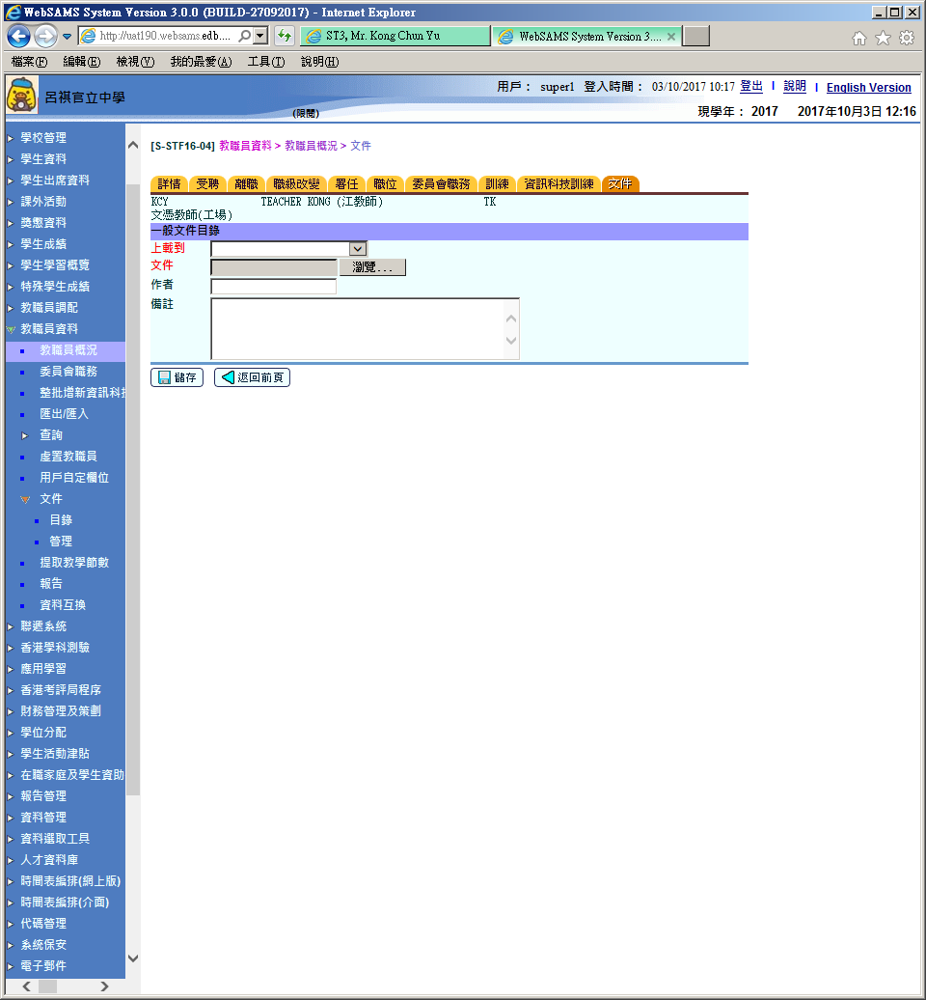 WebSAMS System Version 3.0.0 (BUILD-27092017) - Internet Explorer
http://uat190.websams.edb....
ST3, Mr. Kong Chun Yu
WebSAMS System Version 3....
檔案(F) 編輯(E) 檢視(V) 我的最愛(A) 工具(T) 說明(H)
呂祺官立中學
(限閱)
用戶： super1 登入時間： 03/10/2017 10:17 登出 | 說明 | English Version
現學年： 2017 2017年10月3日 12:16
學校管理
學生資料
學生出席資料
課外活動
獎懲資料
學生成績
學生學習概覽
特殊學生成績
教職員調配
教職員資料
教職員概況
委員會職務
整批增新資訊科技
匯出/匯入
查詢
虛置教職員
用戶自定欄位
文件
目錄
管理
提取教學節數
報告
資料互換
聯遞系統
香港學科測驗
應用學習
香港考評局程序
財務管理及策劃
學位分配
學生活動津貼
在職家庭及學生資助
報告管理
資料管理
資料選取工具
人才資料庫
時間表編排(網上版)
時間表編排(介面)
代碼管理
系統保安
電子郵件
[S-STF16-04] 教職員資料 > 教職員概況 > 文件
詳情 受聘 離職 職級改變 署任 職位 委員會職務 訓練 資訊科技訓練 文件
KCY TEACHER KONG (江教師) TK
文憑教師(工場)
一般文件目錄
上載到
文件 瀏覽...
作者
備註
儲存 返回前頁